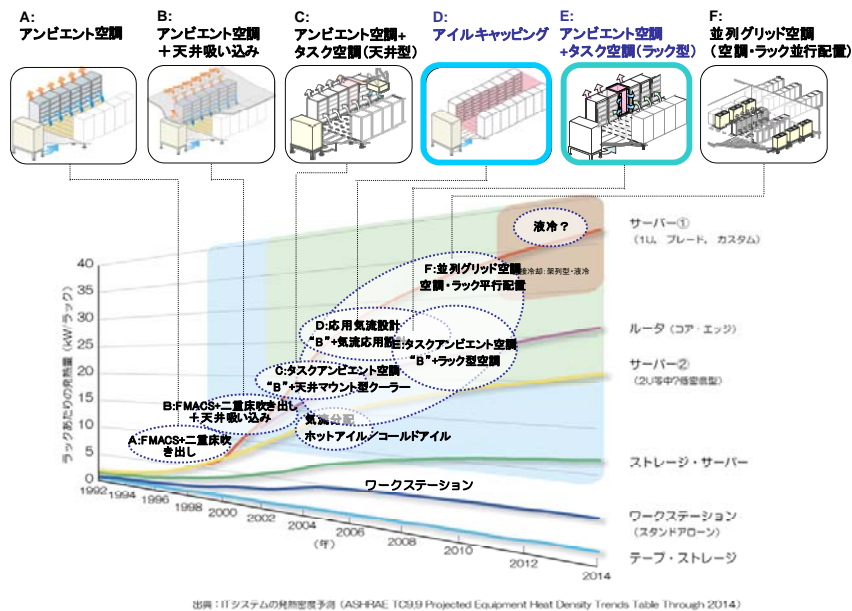 A:
アンビエント空調
B:
アンビエント空調
＋天井吸い込み
C:
アンビエント空調＋
タスク空調（天井型）
D:
アイルキャッピング
E:
アンビエント空調
+タスク空調（ラック型）
F:
並列グリッド空調
（空調・ラック並行配置）
液冷？
サーバー①
（1U, ブレード, カスタム）
F:並列グリッド空調
空調・ラック平行配置
接冷却：架列型・液冷
ラックあたりの発熱量（kW/ラック）
40
35
30
25
20
15
10
5
0
D:応用気流設計
“B”+気流応用設計
E:タスクアンビエント空調
“B”+ラック型空調
ルータ（コア・エッジ）
サーバー②
C:タスクアンビエント空調
“B”+天井マウント型クーラー
B:FMACS+二重床吹き出し
＋天井吸い込み
気流分配
ホットアイル／コールドアイル
A:FMACS+二重床吹
き出し
ストレージ・サーバー
ワークステーション
ワークステーション
（スタンドアローン）
テープ・ストレージ
1992
1994
1996
1998
2000
2002
2004
2006
2008
2010
2012
2014
（年）
出典：ITシステムの発熱密度予測（ASHRAE TC9.9 Projected Equipment Heat Density Trends Table Through 2014）